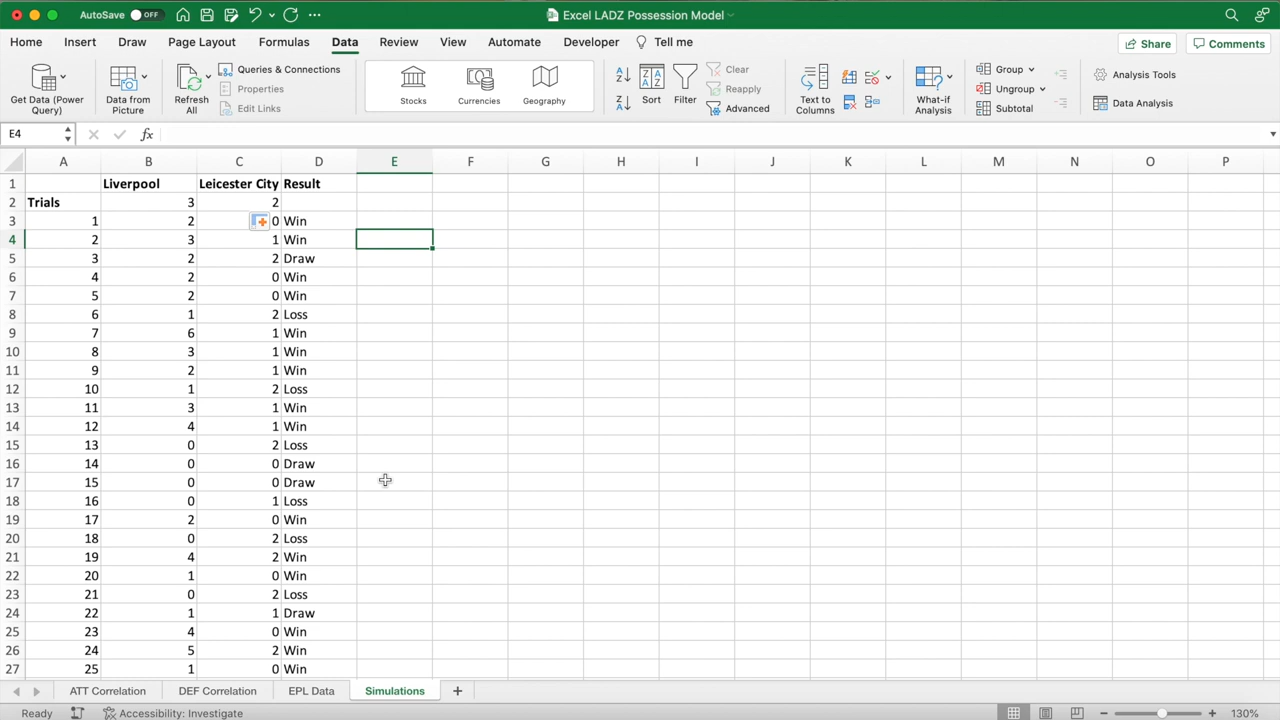 AutoSave OFF Excel LADZ Possession Model
Home Insert Draw Page Layout Formulas Data Review View Automate Developer Tell me Share Comments
Get Data (Power Query) Data from Picture Refresh All Queries & Connections Properties Edit Links Stocks Currencies Geography Sort Filter Clear Reapply Advanced Text to Columns What-if Analysis Group Ungroup Subtotal Analysis Tools Data Analysis
E4 fx
A B C D E F G H I J K L M N O P
1 Liverpool Leicester City Result
2 Trials 3 2
3 1 2 0 Win
4 2 3 1 Win
5 3 2 2 Draw
6 4 2 0 Win
7 5 2 0 Win
8 6 1 2 Loss
9 7 6 1 Win
10 8 3 1 Win
11 9 2 1 Win
12 10 1 2 Loss
13 11 3 1 Win
14 12 4 1 Win
15 13 0 2 Loss
16 14 0 0 Draw
17 15 0 0 Draw
18 16 0 1 Loss
19 17 2 0 Win
20 18 0 2 Loss
21 19 4 2 Win
22 20 1 0 Win
23 21 0 2 Loss
24 22 1 1 Draw
25 23 4 0 Win
26 24 5 2 Win
27 25 1 0 Win
ATT Correlation DEF Correlation EPL Data Simulations
Ready Accessibility: Investigate 130%